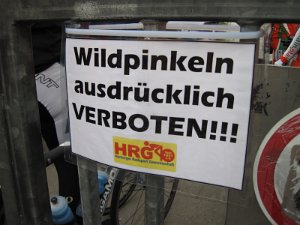 Wildpinkeln
ausdrücklich
VERBOTEN!!!
HRG